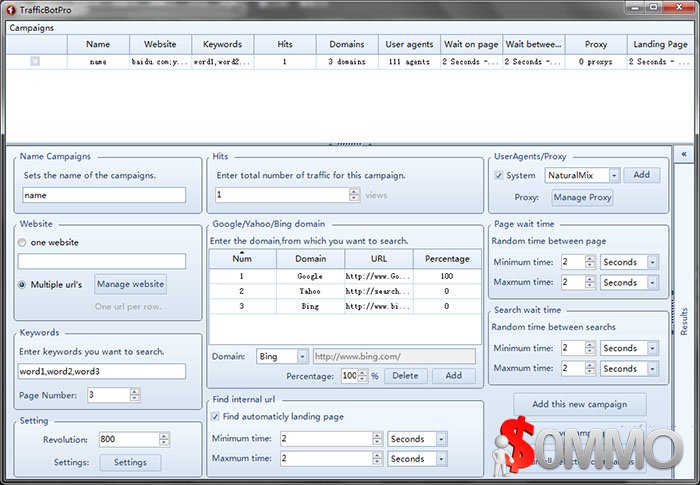 TrafficBotPro
Campaigns
Name Website Keywords Hits Domains User agents Wait on page Wait betwee... Proxy Landing Page
name baidu.com;y... word1,word2... 1 3 domains 111 agents 2 Seconds -... 2 Seconds -... 0 proxys 2 Seconds -...
Name Campaigns
Sets the name of the campaigns.
name
Hits
Enter total number of traffic for this campaign.
1 views
UserAgents/Proxy
System NaturalMix Add
Proxy: Manage Proxy
Website
one website
Multiple url's Manage website
One url per row.
Google/Yahoo/Bing domain
Enter the domain,from which you want to search.
Num Domain URL Percentage
1 Google http://www.Go... 100
2 Yahoo http://search... 0
3 Bing http://www.bi... 0
Domain: Bing http://www.bing.com/
Percentage: 100 % Delete Add
Page wait time
Random time between page
Minimum time: 2 Seconds
Maxmum time: 2 Seconds
Search wait time
Random time between searchs
Minimum time: 2 Seconds
Maxmum time: 2 Seconds
Keywords
Enter keywords you want to search.
word1,word2,word3
Page Number: 3
Setting
Revolution: 800
Settings: Settings
Find internal url
Find automaticly landing page
Minimum time: 2 Seconds
Maxmum time: 2 Seconds
Add this new campaign
« Results
$OMMO